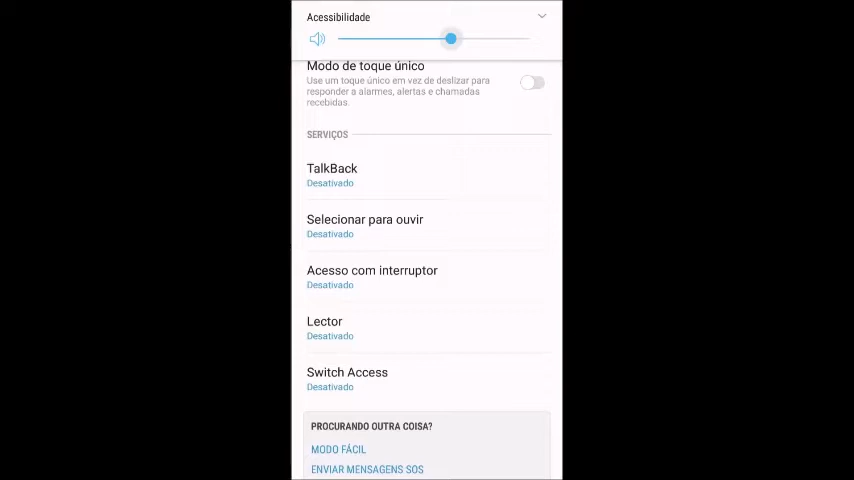 Acessibilidade
Modo de toque único
Use um toque único em vez de deslizar para
responder a alarmes, alertas e chamadas
recebidas.
SERVIÇOS
TalkBack
Desativado
Selecionar para ouvir
Desativado
Acesso com interruptor
Desativado
Lector
Desativado
Switch Access
Desativado
PROCURANDO OUTRA COISA?
MODO FÁCIL
ENVIAR MENSAGENS SOS